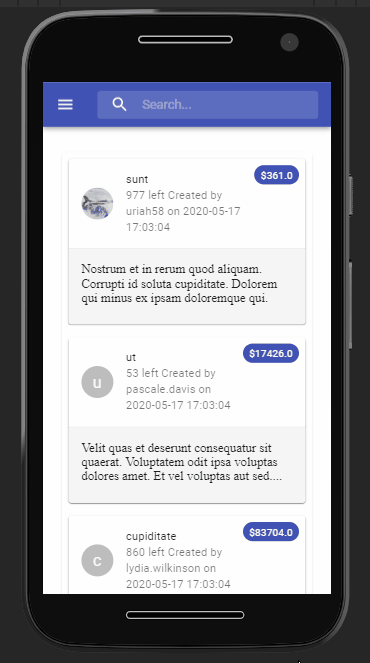 Search...
$361.0
sunt
977 left Created by
uriah58 on 2020-05-17
17:03:04
Nostrum et in rerum quod aliquam.
Corrupti id soluta cupiditate. Dolorem
qui minus ex ipsam doloremque qui.
$17426.0
ut
u
53 left Created by
pascale.davis on
2020-05-17 17:03:04
Velit quas et deserunt consequatur sit
quaerat. Voluptatem odit ipsa voluptas
dolores amet. Et vel voluptas aut sed....
$83704.0
cupiditate
c
860 left Created by
lydia.wilkinson on
2020-05-17 17:03:04